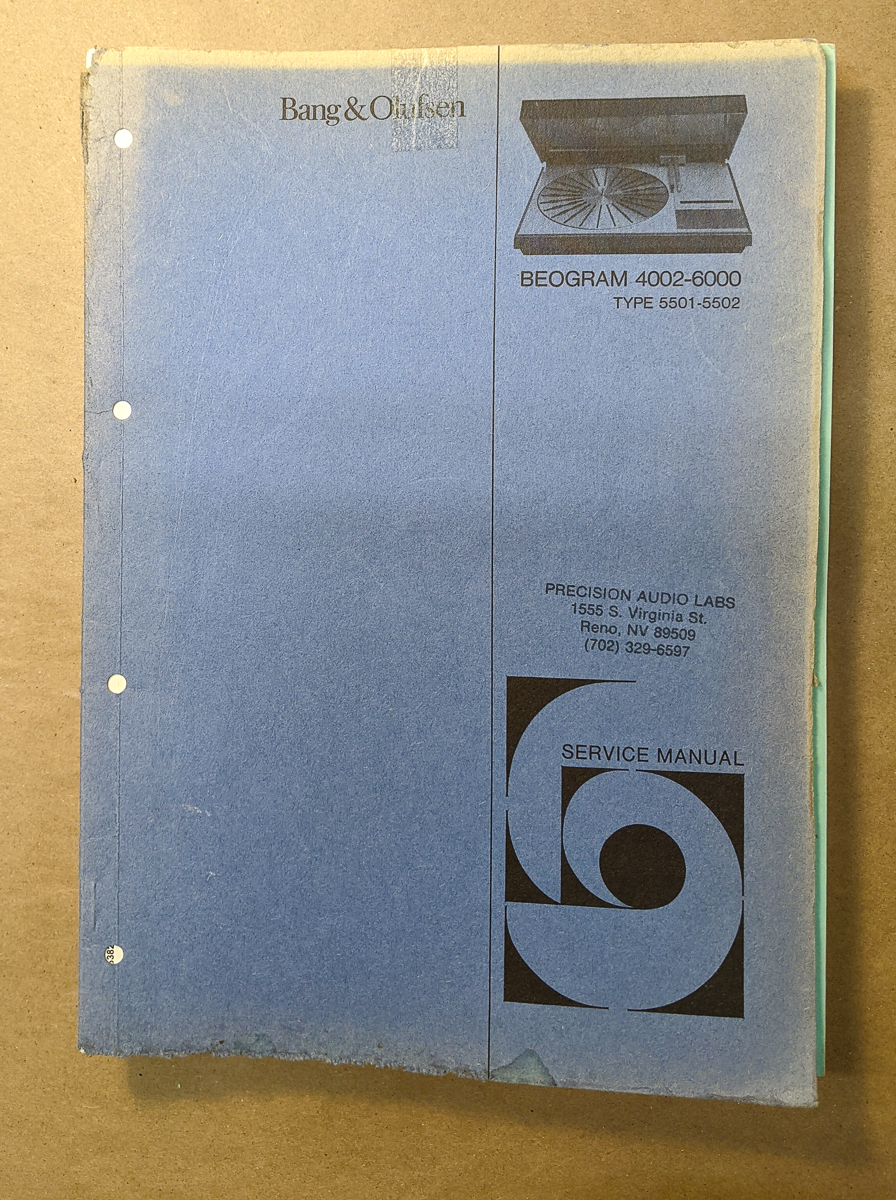 Bang & Olufsen
BEOGRAM 4002-6000
TYPE 5501-5502
PRECISION AUDIO LABS
1555 S. Virginia St.
Reno, NV 89509
(702) 329-6597
SERVICE MANUAL